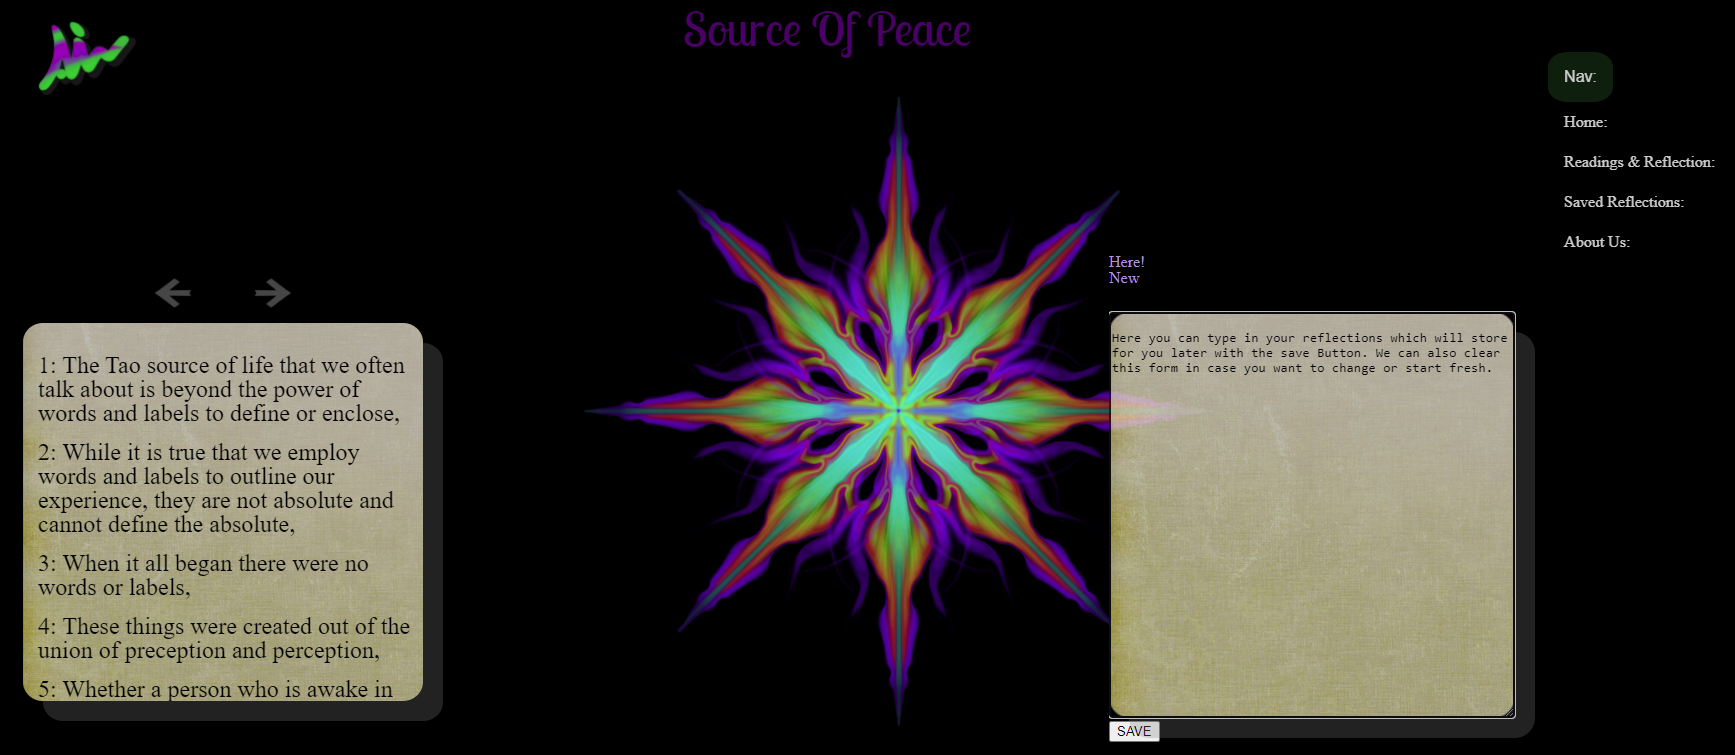 Source Of Peace
Nav:
Home:
Readings & Reflection:
Saved Reflections:
About Us:
1: The Tao source of life that we often
talk about is beyond the power of
words and labels to define or enclose,
2: While it is true that we employ
words and labels to outline our
experience, they are not absolute and
cannot define the absolute,
3: When it all began there were no
words or labels,
4: These things were created out of the
union of preception and perception,
5: Whether a person who is awake in
Here!
New
Here you can type in your reflections which will store
for you later with the save Button. We can also clear
this form in case you want to change or start fresh.
SAVE